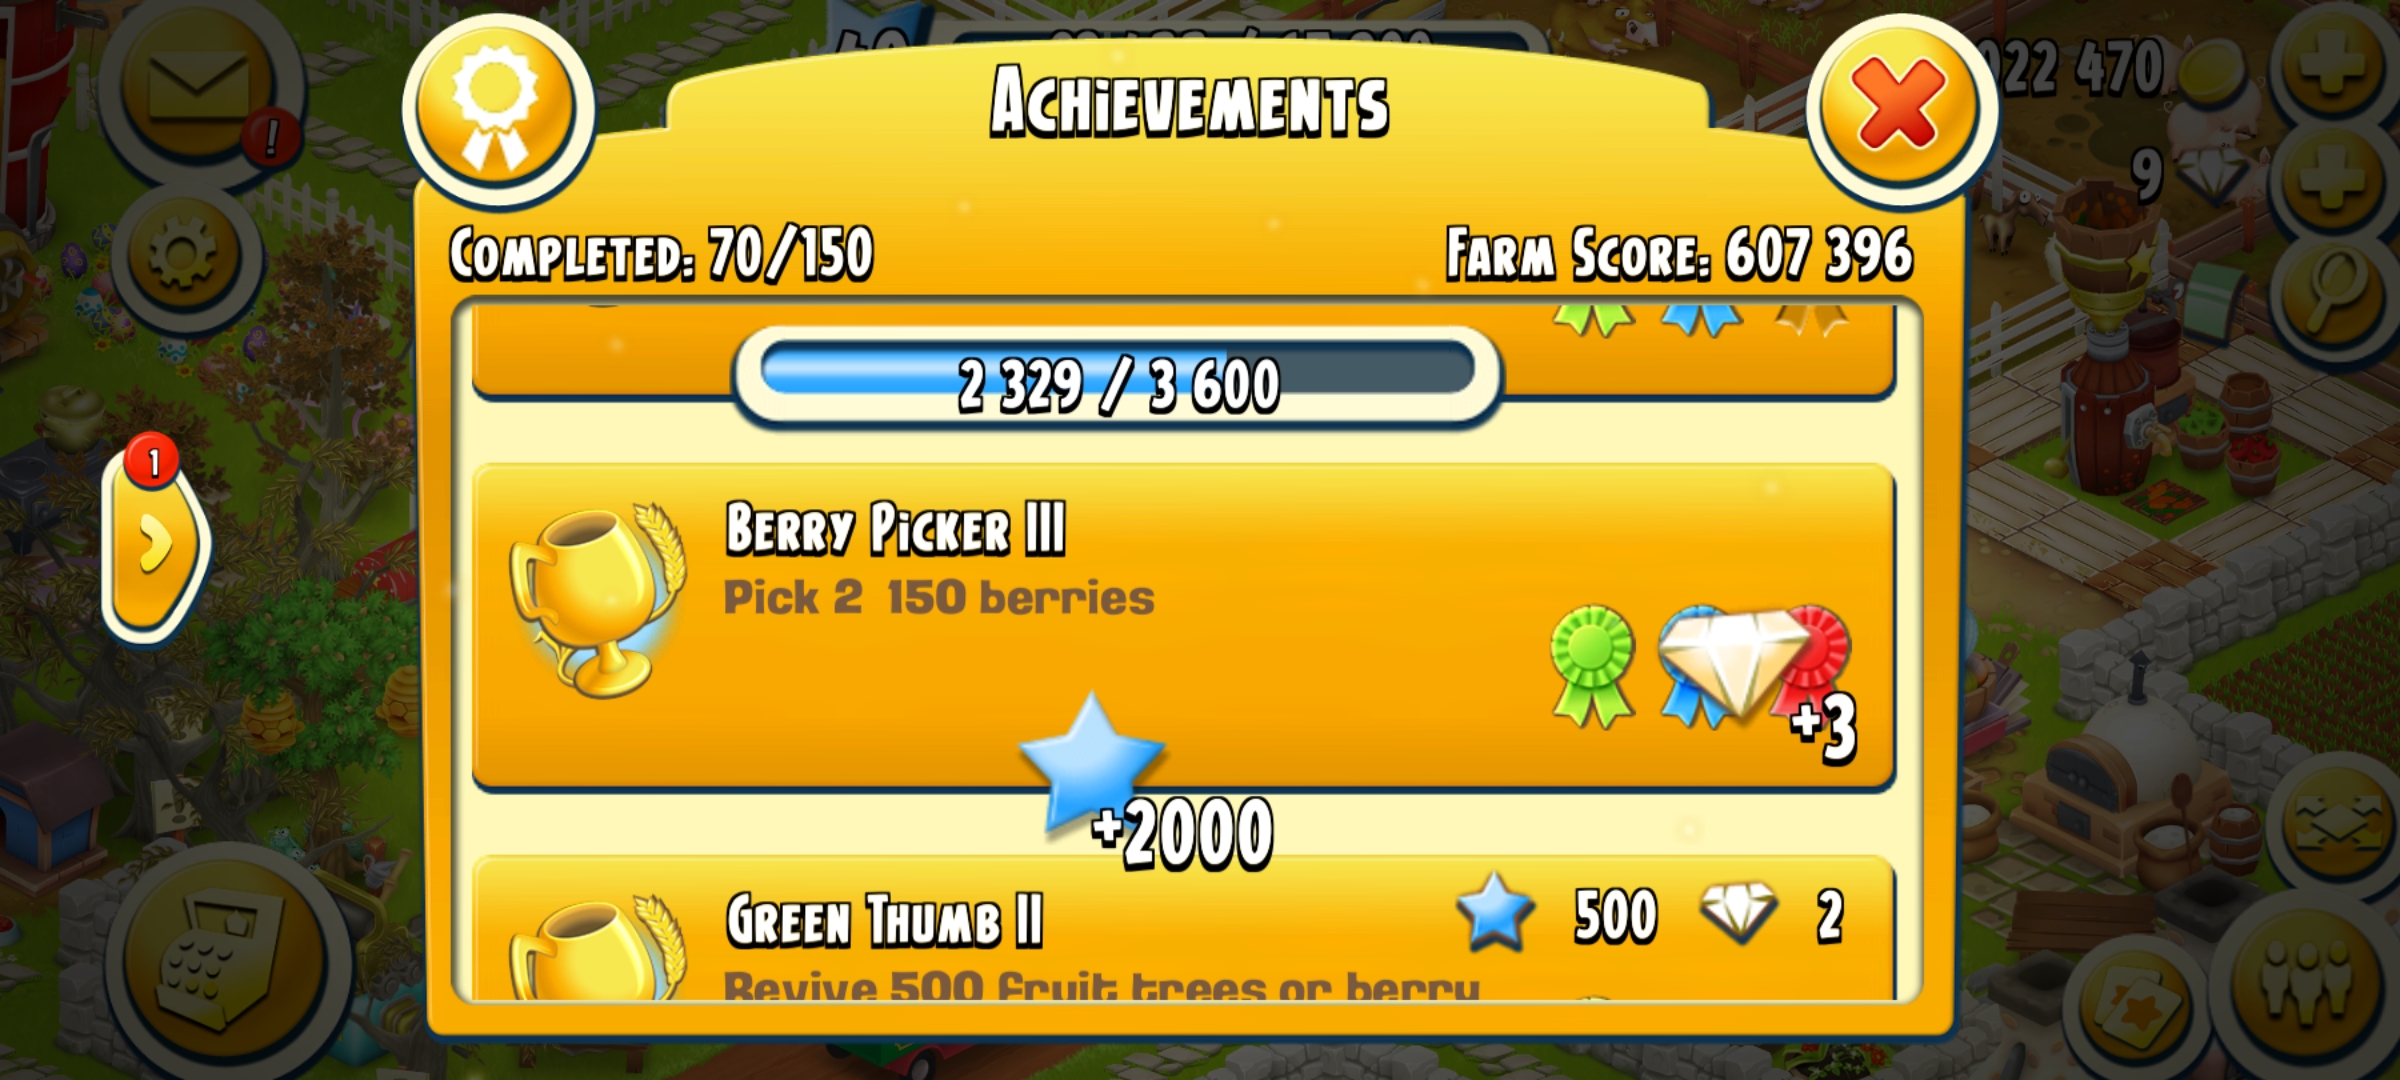 ACHIEVEMENTS
022 470
9
COMPLETED: 70/150
FARM SCORE: 607 396
2 329 / 3 600
!
1
BERRY PICKER III
Pick 2 150 berries
+3
+2000
GREEN THUMB II
500
2
Revive 500 fruit trees or berry